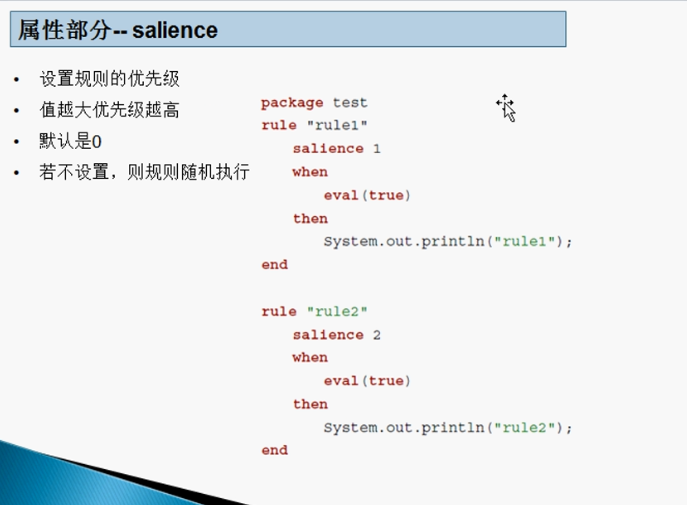 属性部分-- salience
• 设置规则的优先级
• 值越大优先级越高
• 默认是0
• 若不设置，则规则随机执行
package test
rule "rule1"
    salience 1
    when
        eval(true)
    then
        System.out.println("rule1");
end

rule "rule2"
    salience 2
    when
        eval(true)
    then
        System.out.println("rule2");
end